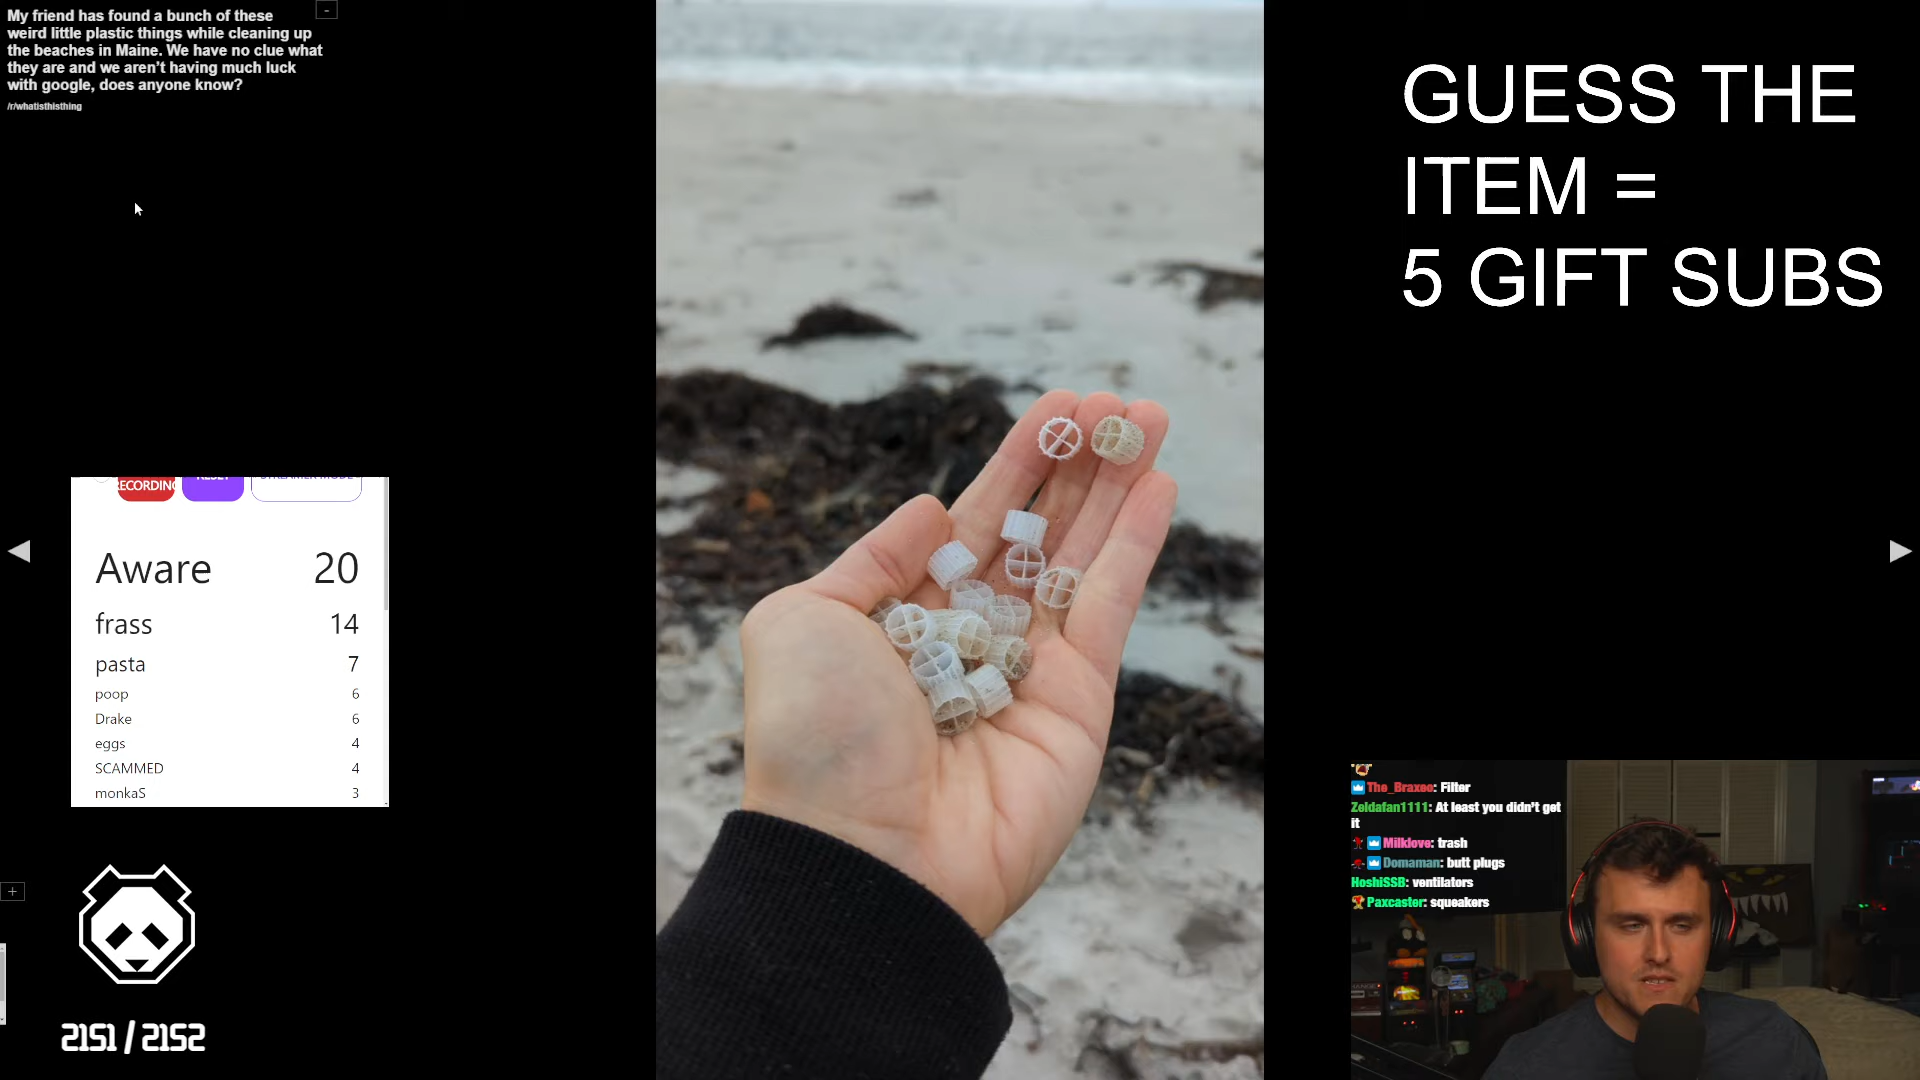 My friend has found a bunch of these
weird little plastic things while cleaning up
the beaches in Maine. We have no clue what
they are and we aren't having much luck
with google, does anyone know?
/r/whatisthisthing
-
GUESS THE
ITEM =
5 GIFT SUBS
RESET
STREAMER MODE
Aware 20
frass 14
pasta 7
poop 6
Drake 6
eggs 4
SCAMMED 4
monkaS 3
+
2151 / 2152
The_Braxoo: Filter
Zeldafan1111: At least you didn't get
it
Milklove: trash
Domaman: butt plugs
HoshiSSB: ventilators
Paxcaster: squeakers